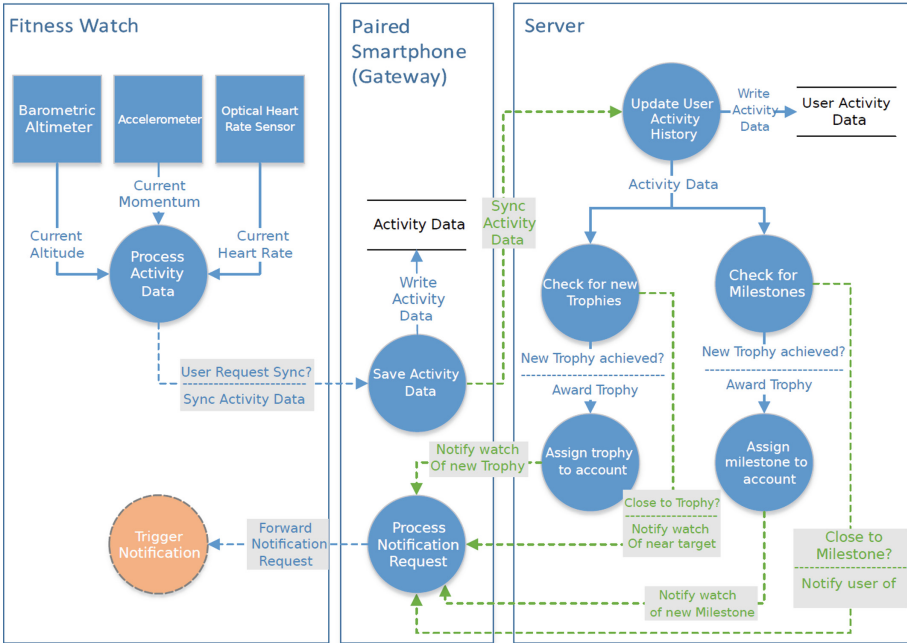 Fitness Watch
Paired
Smartphone
(Gateway)
Server
Barometric
Altimeter
Accelerometer
Optical Heart
Rate Sensor
Current
Momentum
Current
Altitude
Current
Heart Rate
Process
Activity
Data
User Request Sync?
Sync Activity Data
Activity Data
Write
Activity
Data
Save Activity
Data
Sync
Activity
Data
Update User
Activity
History
Write
Activity
Data
User Activity
Data
Activity Data
Check for new
Trophies
Check for
Milestones
New Trophy achieved?
Award Trophy
New Trophy achieved?
Award Trophy
Assign trophy
to account
Assign
milestone to
account
Notify watch
Of new Trophy
Close to Trophy?
Notify watch
Of near target
Close to
Milestone?
Notify user of
Notify watch
of new Milestone
Process
Notification
Request
Forward
Notification
Request
Trigger
Notification